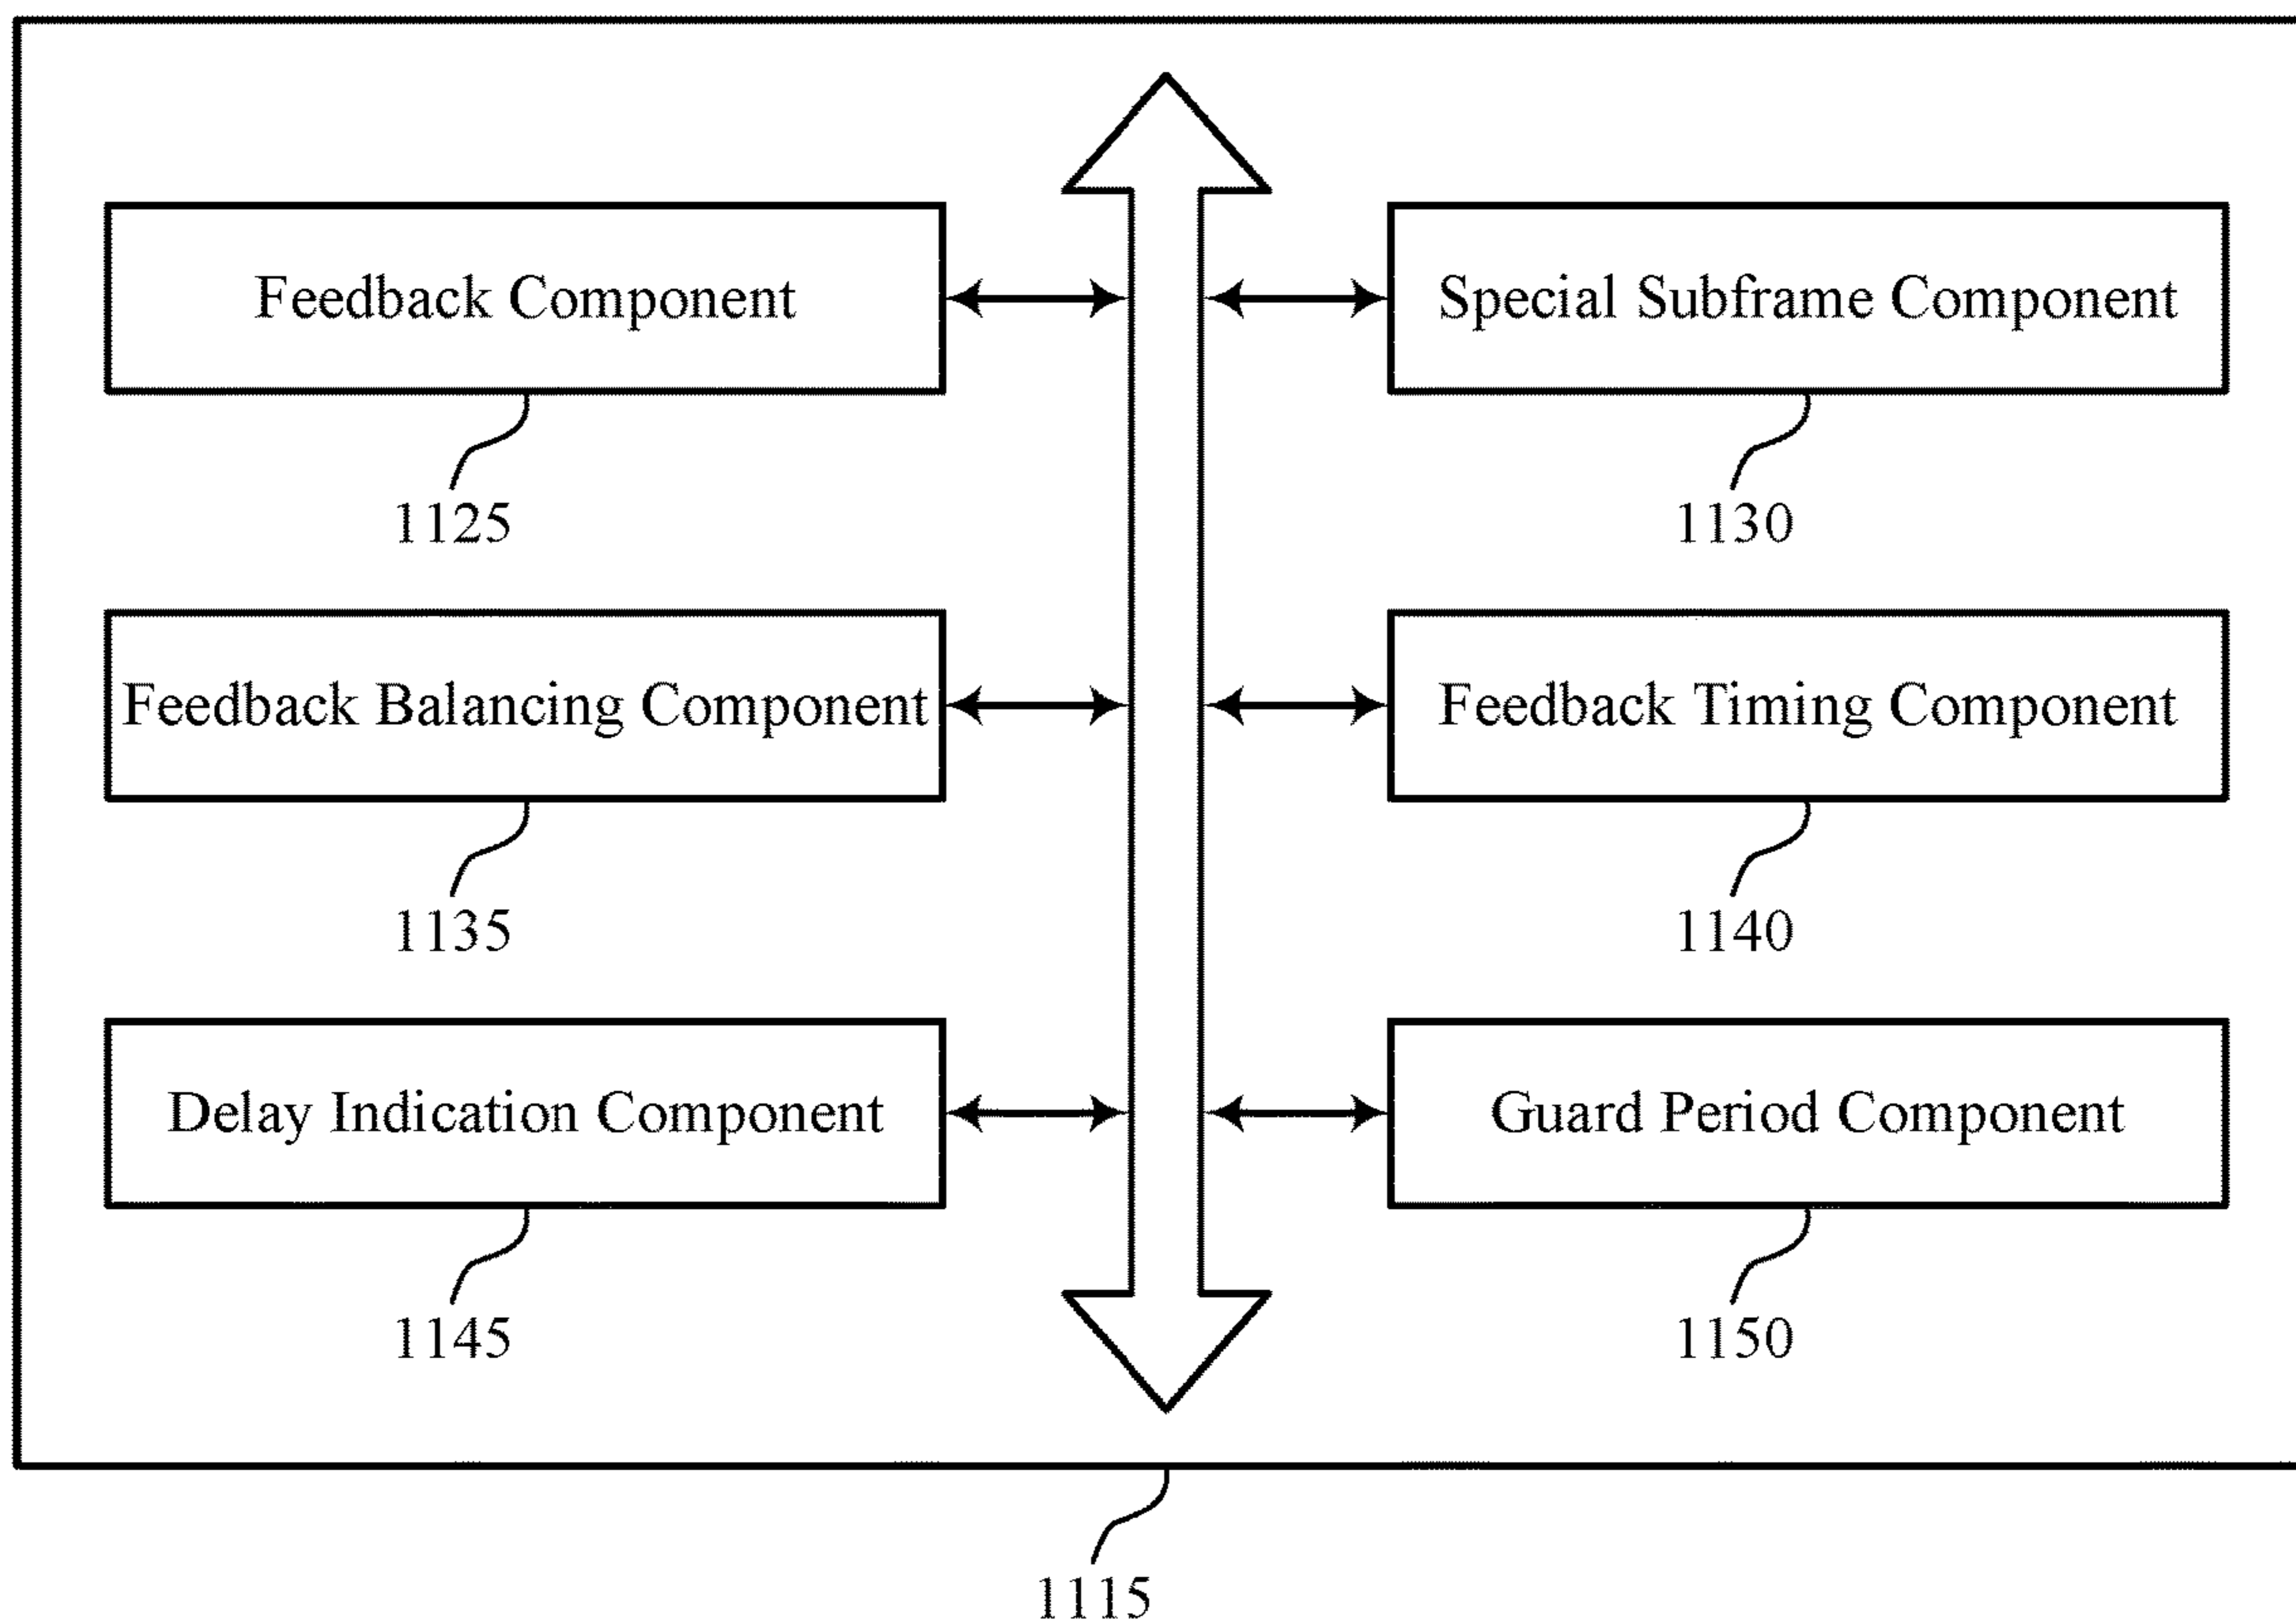 Feedback Component
Special Subframe Component
1125
1130
Feedback Balancing Component
Feedback Timing Component
1135
1140
Delay Indication Component
Guard Period Component
1145
1150
1115